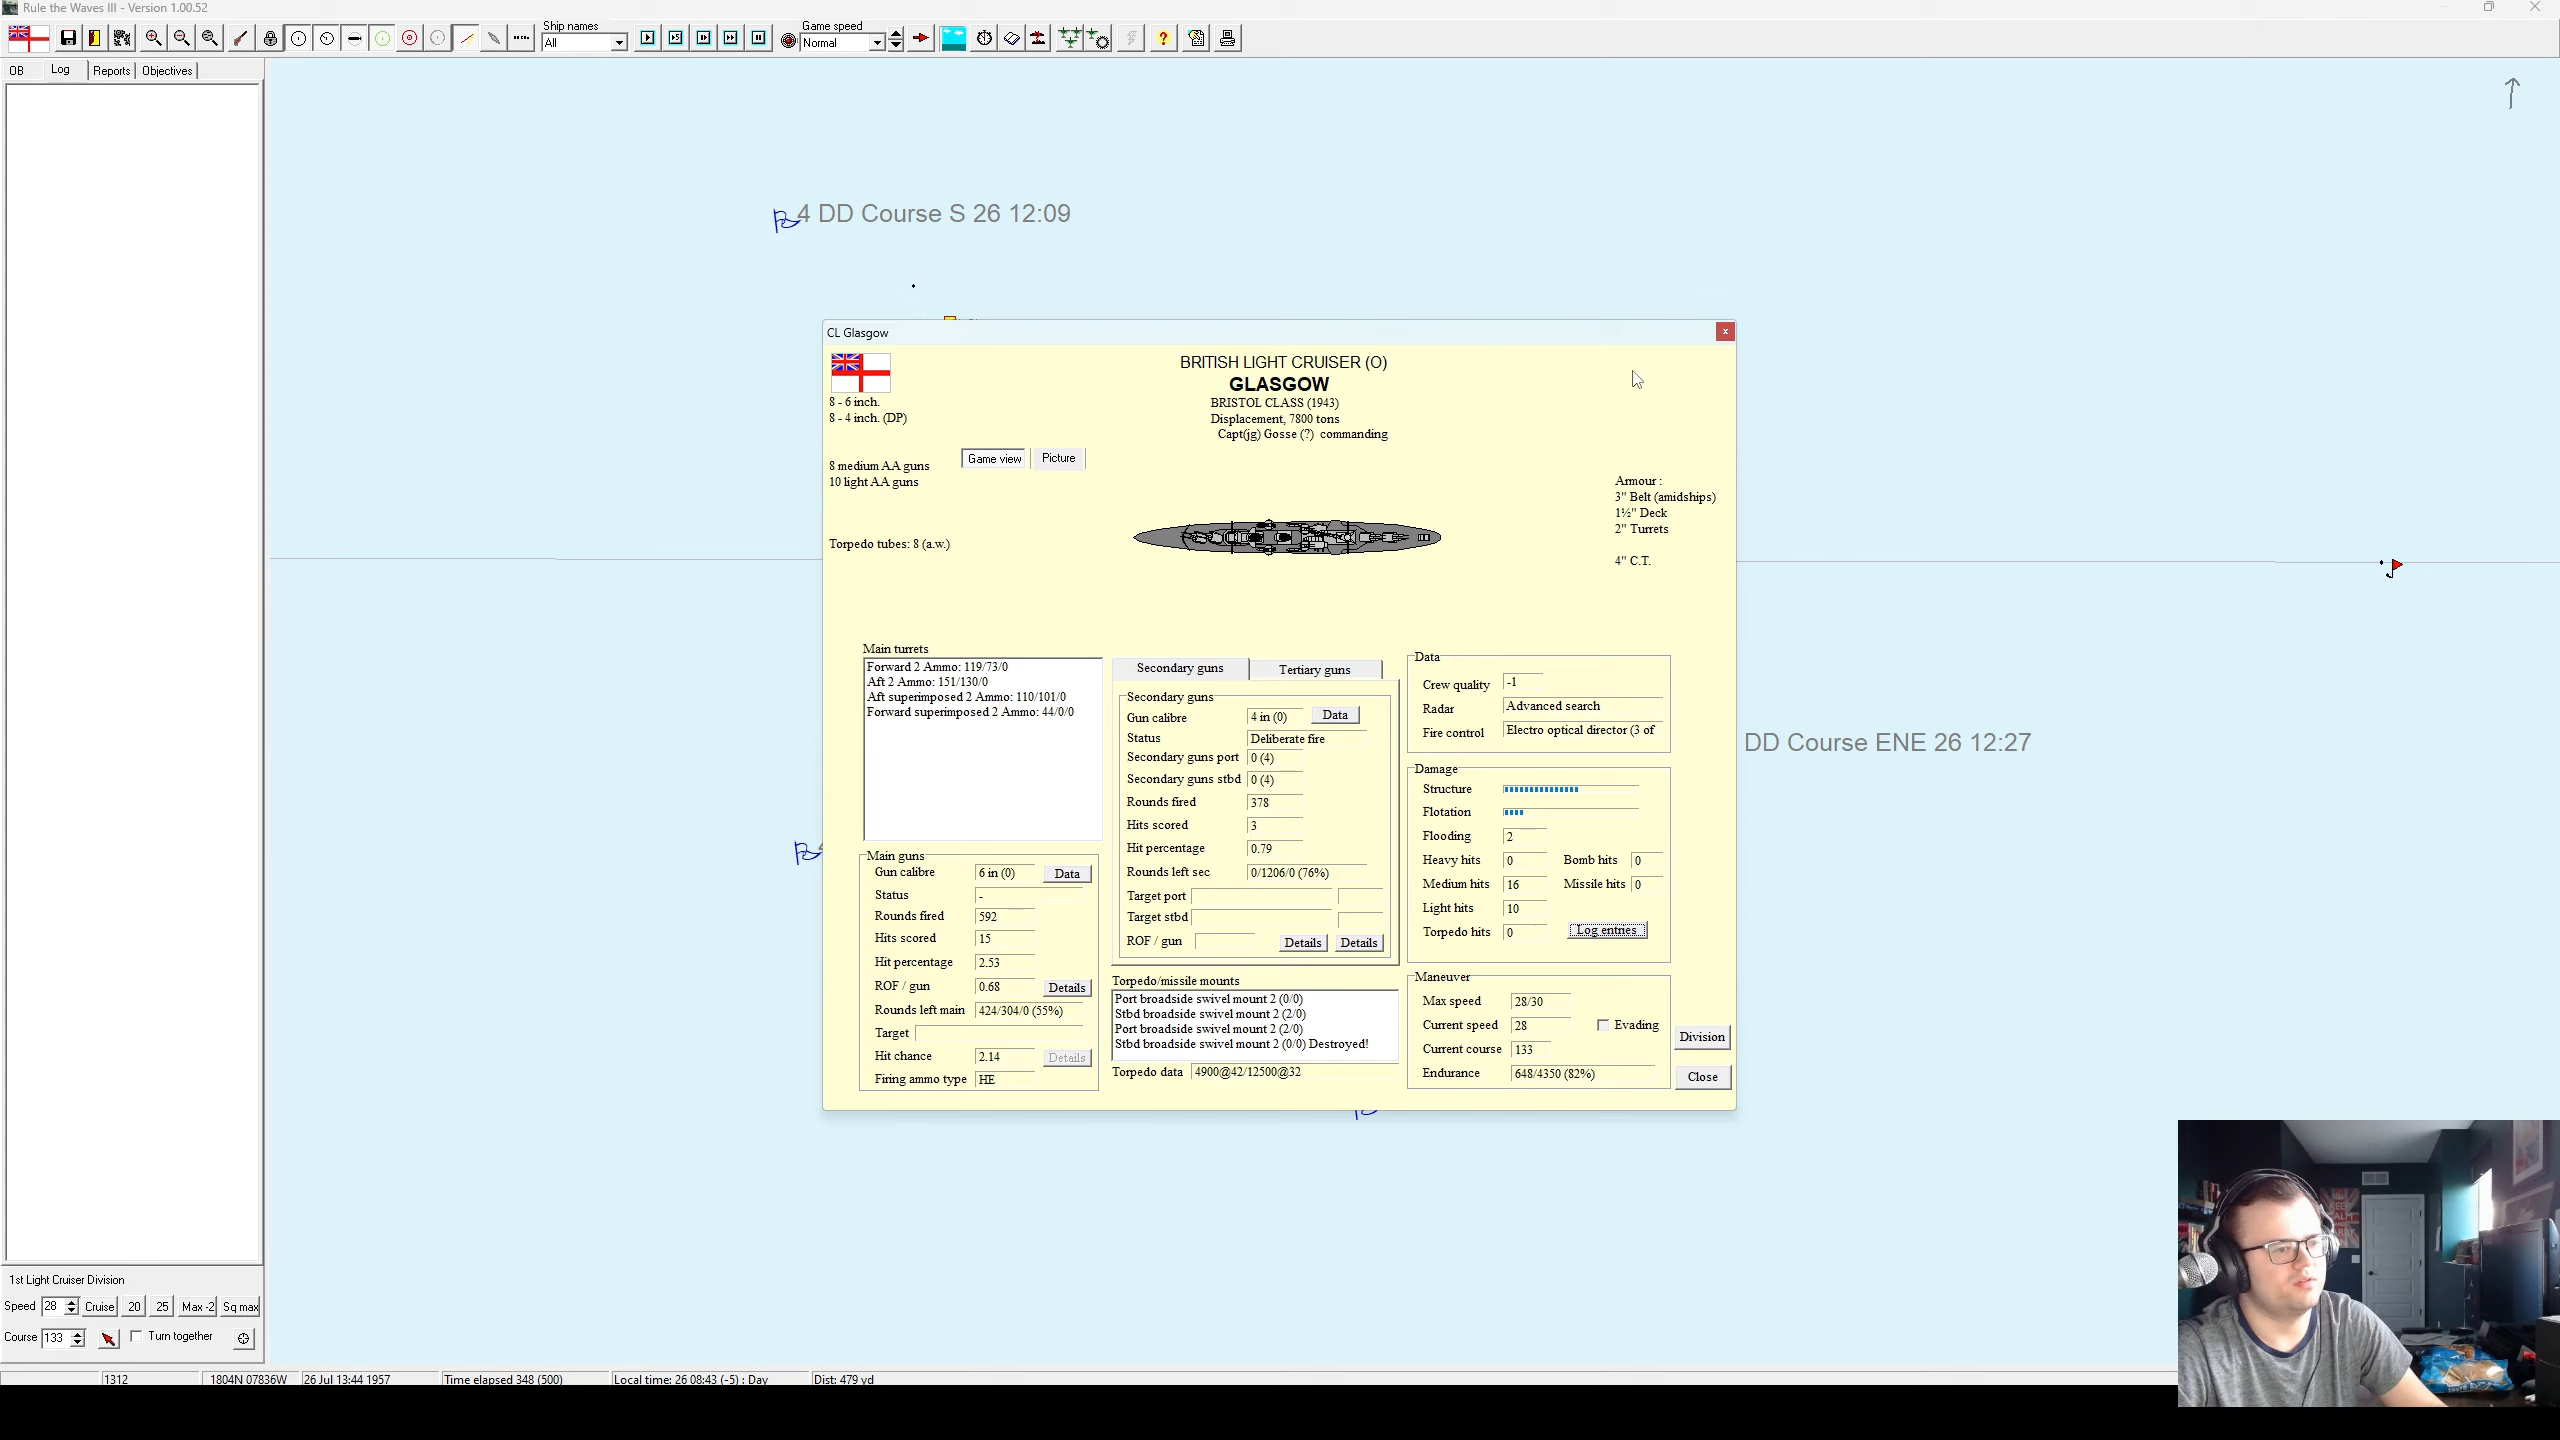 Rule the Waves III - Version 1.00.52
Ship names
All
Game speed
Normal
OB
Log
Reports
Objectives
4 DD Course S 26 12:09
CL Glasgow
BRITISH LIGHT CRUISER (O)
GLASGOW
BRISTOL CLASS (1943)
Displacement, 7800 tons
Capt(jg) Gosse (?) commanding
8 - 6 inch.
8 - 4 inch. (DP)
8 medium AA guns
10 light AA guns
Game view
Picture
Torpedo tubes: 8 (a.w.)
Armour :
3" Belt (amidships)
1½" Deck
2" Turrets
4" C.T.
Main turrets
Forward 2 Ammo: 119/73/0
Aft 2 Ammo: 151/130/0
Aft superimposed 2 Ammo: 110/101/0
Forward superimposed 2 Ammo: 44/0/0
Main guns
Gun calibre 6 in (0) Data
Status -
Rounds fired 592
Hits scored 15
Hit percentage 2.53
ROF / gun 0.68 Details
Rounds left main 424/304/0 (55%)
Target
Hit chance 2.14 Details
Firing ammo type HE
Secondary guns
Tertiary guns
Secondary guns
Gun calibre 4 in (0) Data
Status Deliberate fire
Secondary guns port 0 (4)
Secondary guns stbd 0 (4)
Rounds fired 378
Hits scored 3
Hit percentage 0.79
Rounds left sec 0/1206/0 (76%)
Target port
Target stbd
ROF / gun Details Details
Torpedo/missile mounts
Port broadside swivel mount 2 (0/0)
Stbd broadside swivel mount 2 (2/0)
Port broadside swivel mount 2 (2/0)
Stbd broadside swivel mount 2 (0/0) Destroyed!
Torpedo data 4900@42/12500@32
Data
Crew quality -1
Radar Advanced search
Fire control Electro optical director (3 of
Damage
Structure
Flotation
Flooding 2
Heavy hits 0 Bomb hits 0
Medium hits 16 Missile hits 0
Light hits 10
Torpedo hits 0 Log entries
Maneuver
Max speed 28/30
Current speed 28 Evading
Current course 133
Endurance 648/4350 (82%)
Division
Close
DD Course ENE 26 12:27
1st Light Cruiser Division
Speed 28 Cruise 20 25 Max -2 Sq max
Course 133 Turn together
1312 1804N 07836W 26 Jul 13:44 1957 Time elapsed 348 (500) Local time: 26 08:43 (-5) : Day Dist: 479 yd